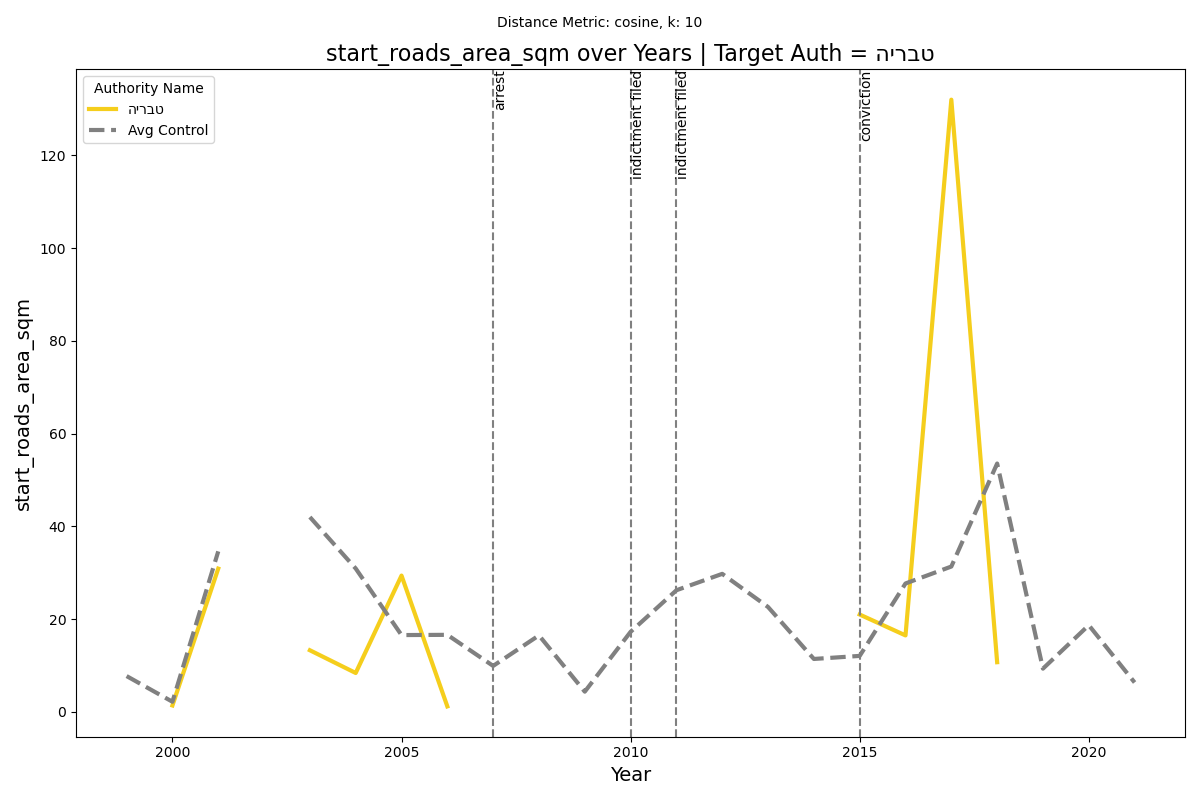 Distance Metric: cosine, k: 10
start_roads_area_sqm over Years | Target Auth = טבריה
Authority Name
טבריה
Avg Control
arrest
indictment filed
indictment filed
conviction
start_roads_area_sqm
120
100
80
60
40
20
0
2000
2005
2010
2015
2020
Year